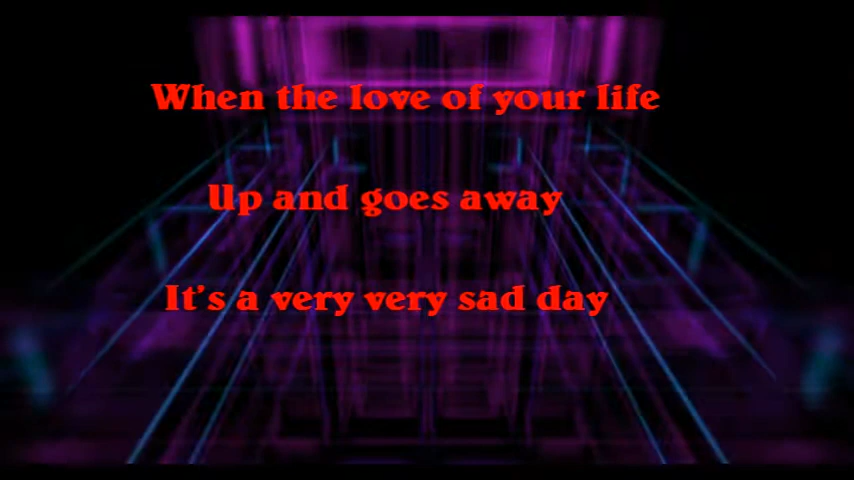 When the love of your life
Up and goes away
It's a very very sad day